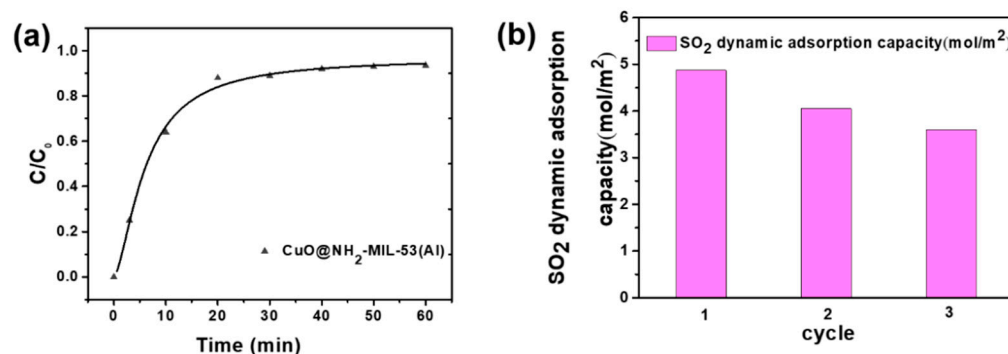 (a)
1.0
0.8
0.6
0.4
0.2
0.0
C/C0
CuO@NH2-MIL-53(Al)
0 10 20 30 40 50 60
Time (min)
(b)
SO2 dynamic adsorption capacity(mol/m2)
6
5
4
3
2
1
0
SO2 dynamic adsorption
capacity(mol/m2)
1 2 3
cycle